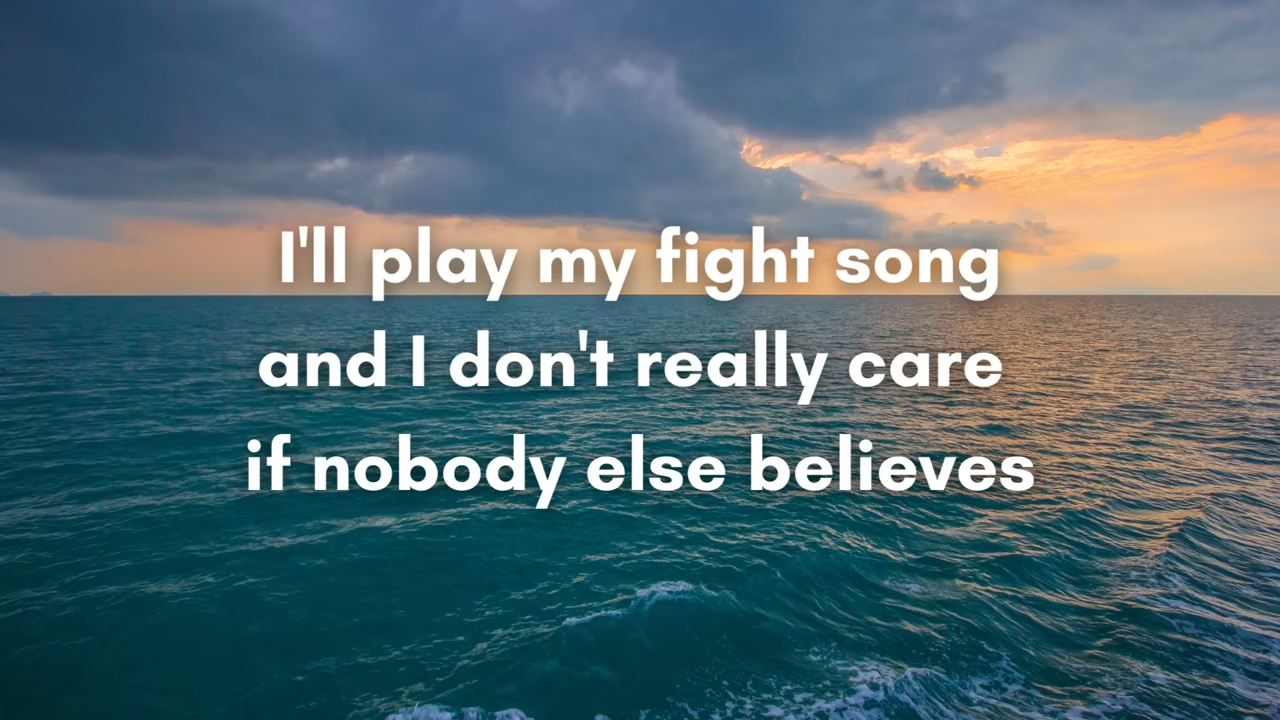 I'll play my fight song
and I don't really care
if nobody else believes